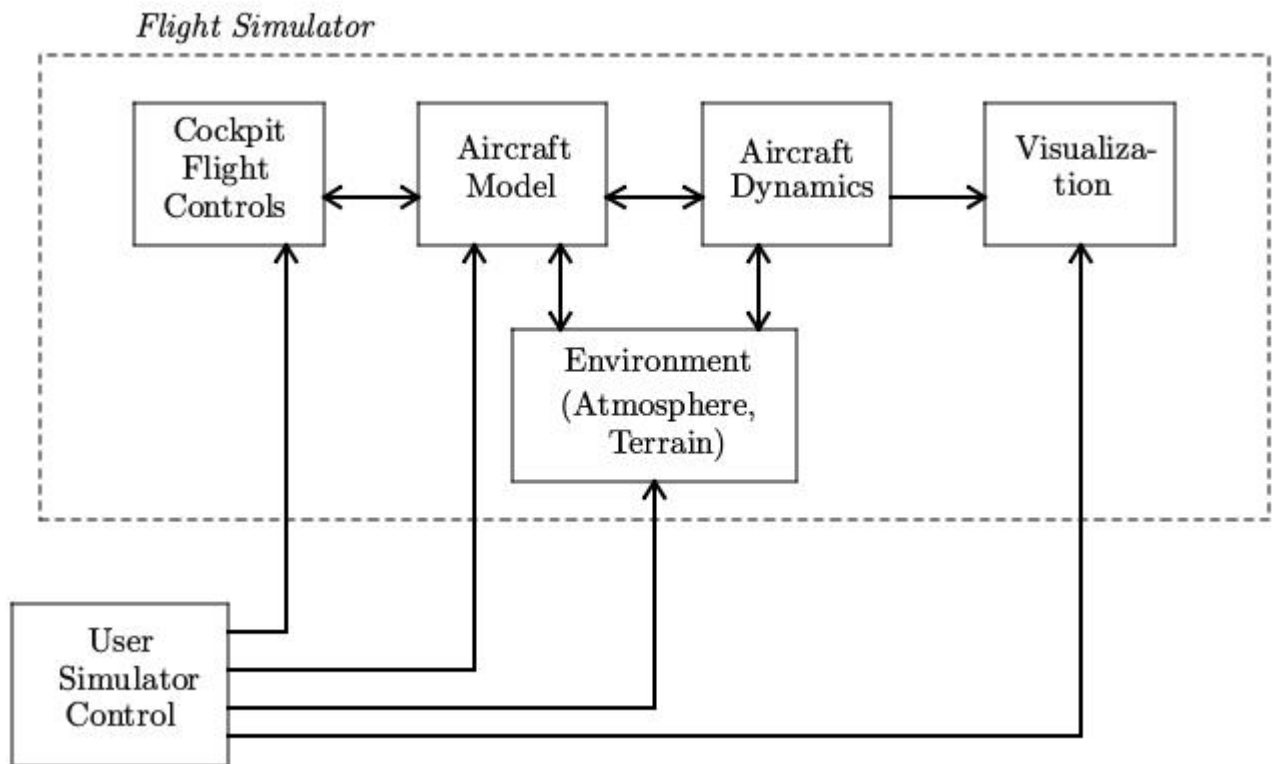 Flight Simulator
Cockpit
Flight
Controls
Aircraft
Model
Aircraft
Dynamics
Visualiza-
tion
Environment
(Atmosphere,
Terrain)
User
Simulator
Control